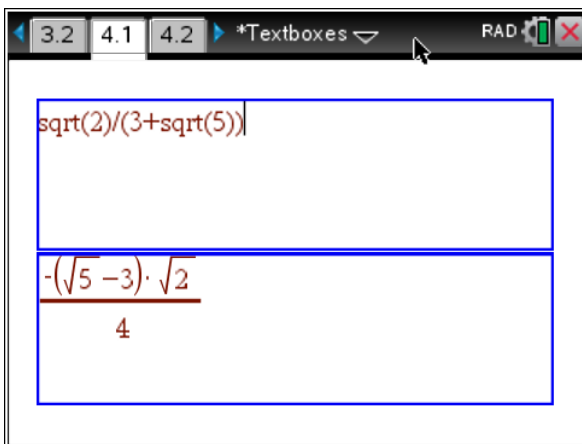 3.2 4.1 4.2 *Textboxes RAD
sqrt(2)/(3+sqrt(5))
-(√5 −3)· √2
4